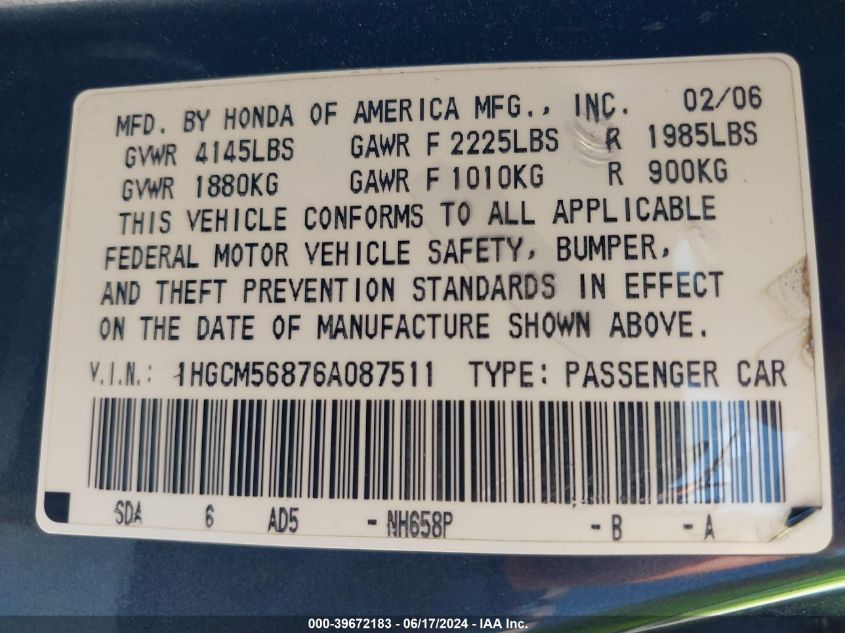 MFD. BY HONDA OF AMERICA MFG., INC. 02/06
GVWR 4145LBS GAWR F 2225LBS R 1985LBS
GVWR 1880KG GAWR F 1010KG R 900KG
THIS VEHICLE CONFORMS TO ALL APPLICABLE
FEDERAL MOTOR VEHICLE SAFETY, BUMPER,
AND THEFT PREVENTION STANDARDS IN EFFECT
ON THE DATE OF MANUFACTURE SHOWN ABOVE.
V.I.N.: 1HGCM56876A087511 TYPE: PASSENGER CAR
SDA 6 AD5 - NH658P - B - A
000-39672183 - 06/17/2024 - IAA Inc.